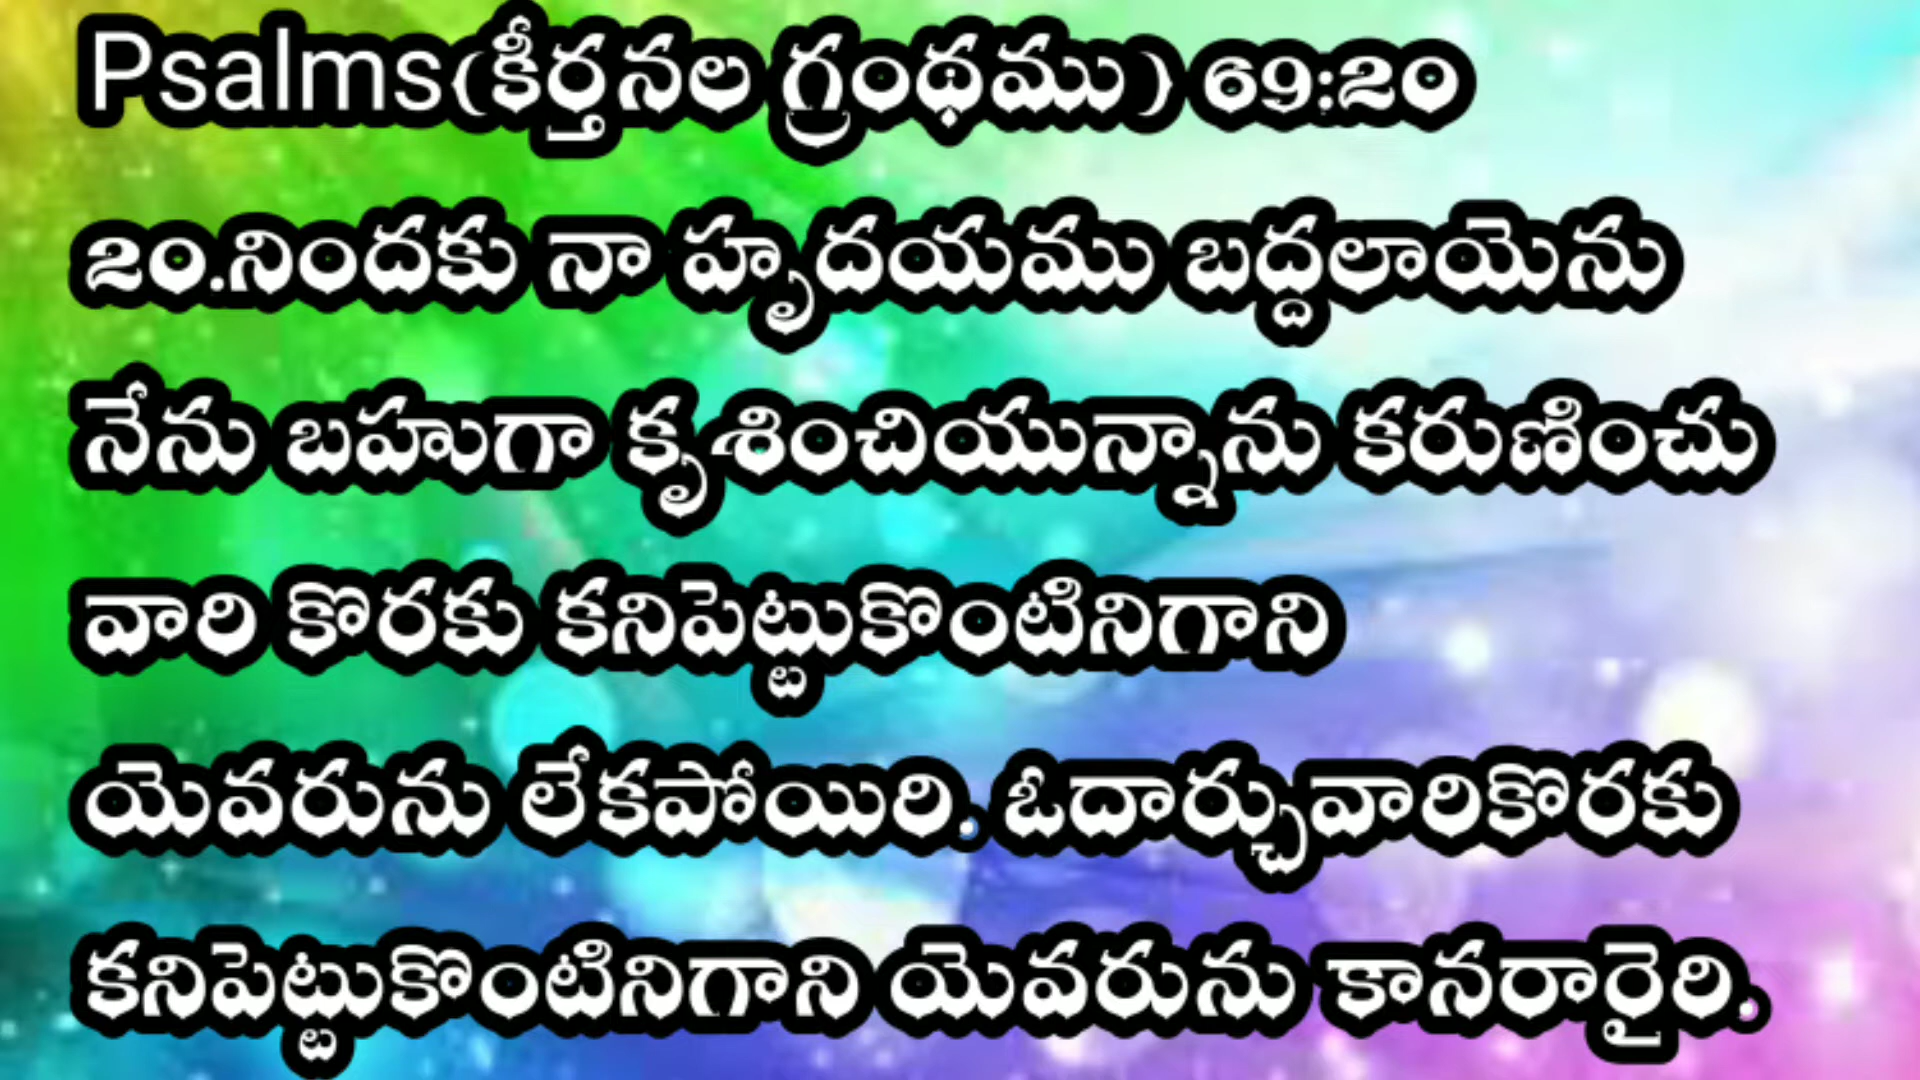 Psalms(కీర్తనల గ్రంథము) 69:20
20.నిందకు నా హృదయము బద్దలాయెను
నేను బహుగా కృశించియున్నాను కరుణించు
వారి కొరకు కనిపెట్టుకొంటినిగాని
యెవరును లేకపోయిరి. ఓదార్చువారికొరకు
కనిపెట్టుకొంటినిగాని యెవరును కానరారైరి.